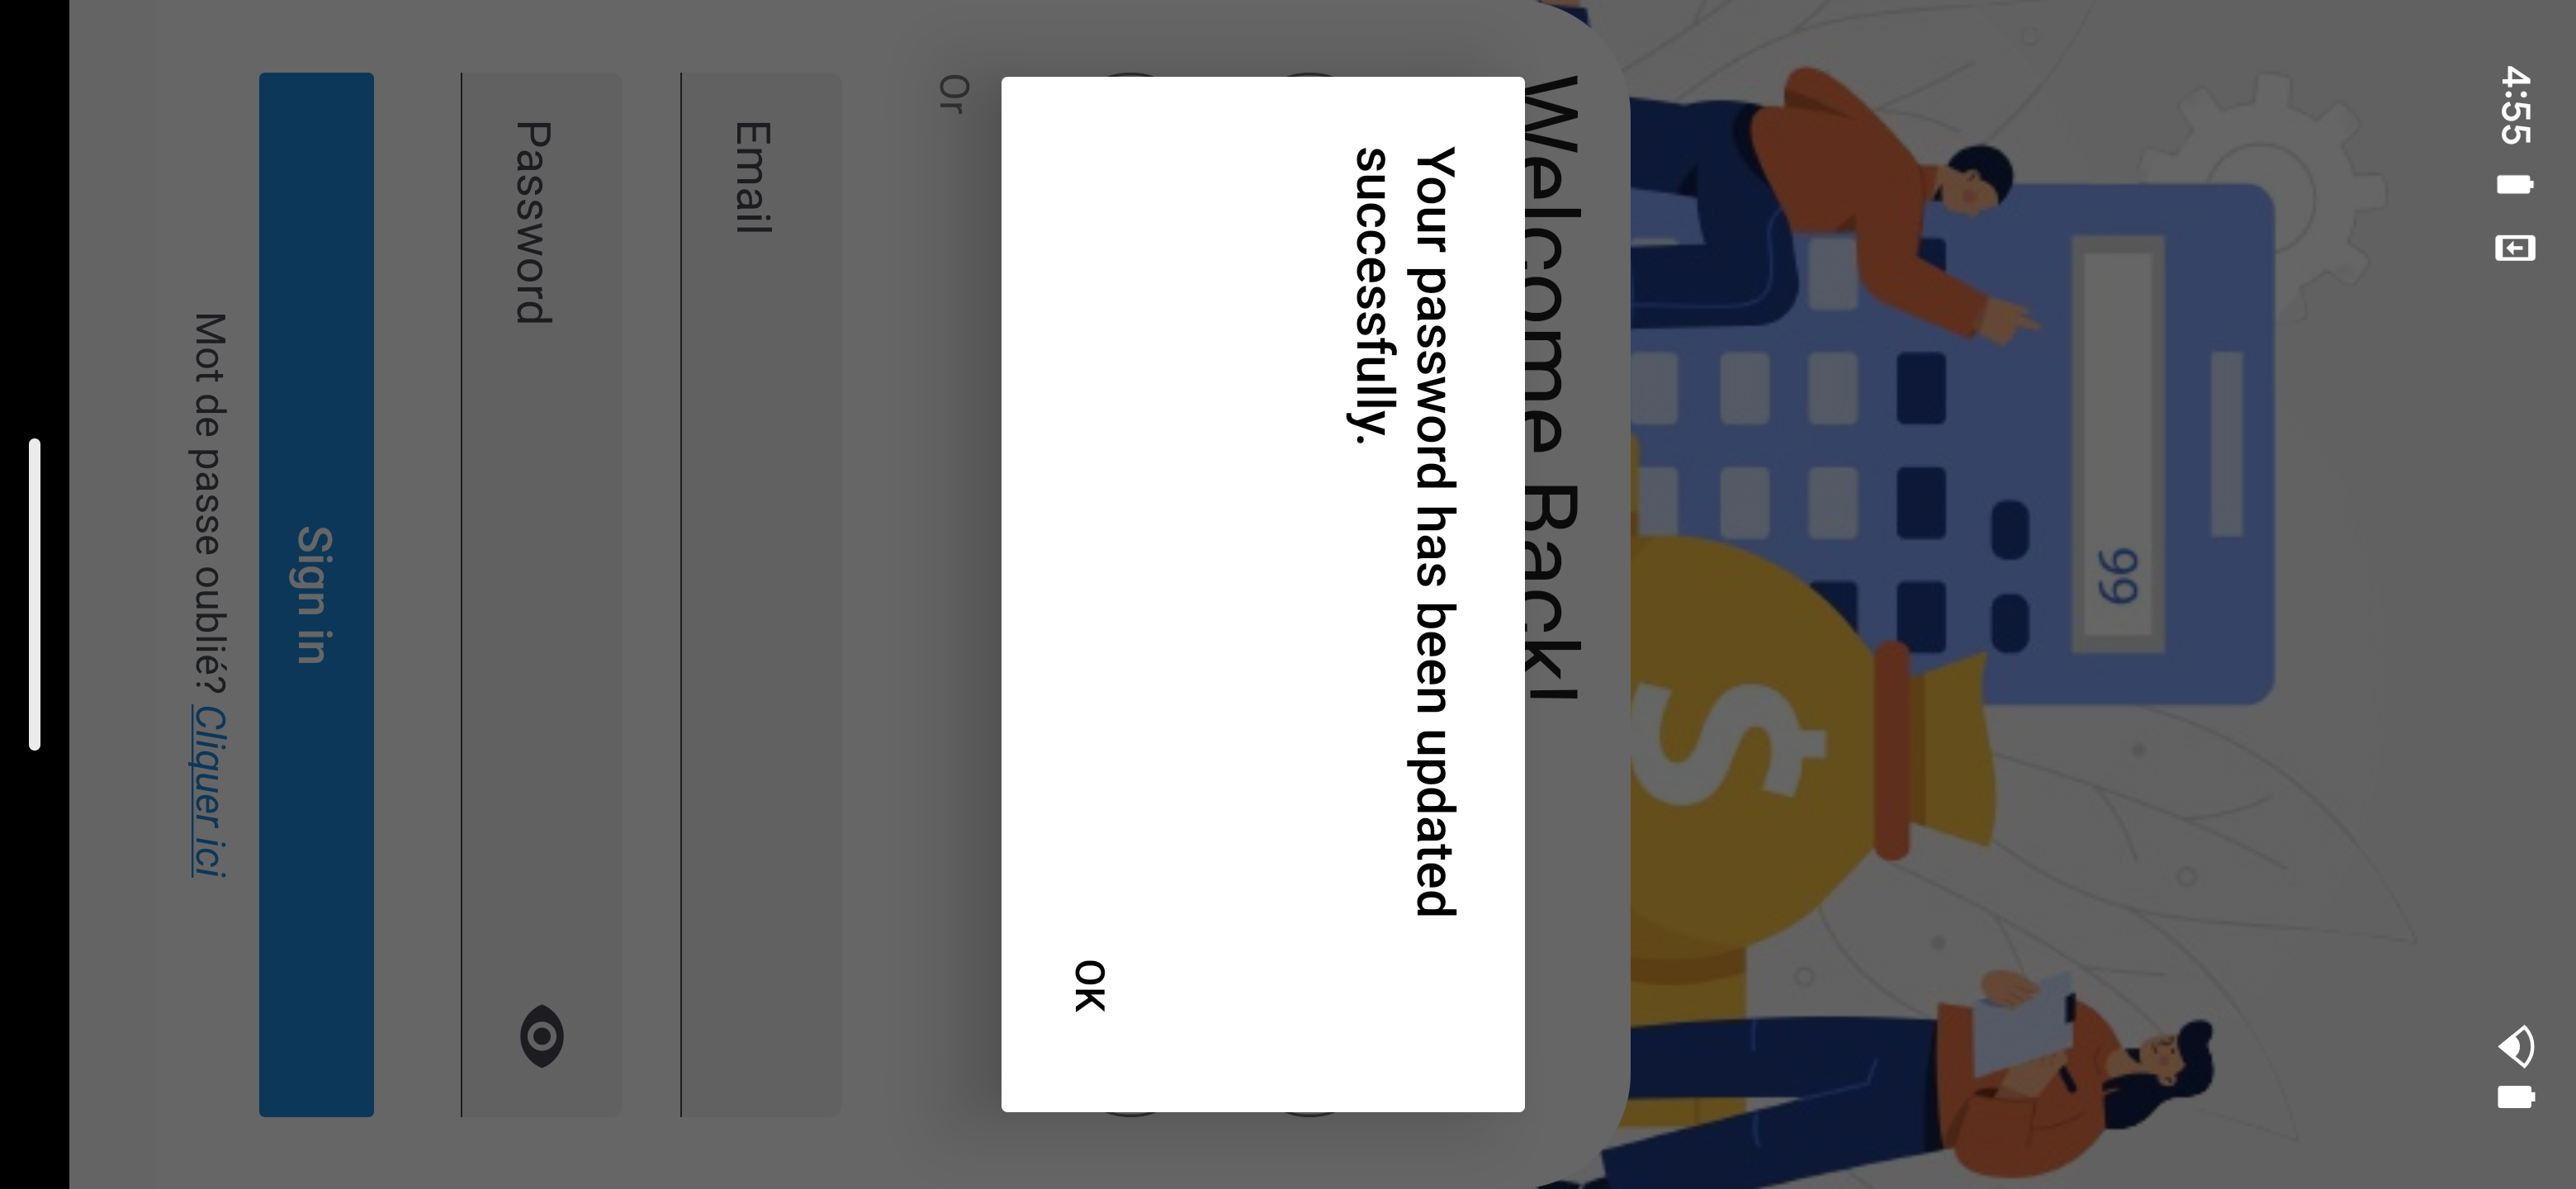 4:55
99
$
Welcome Back!
Your password has been updated
successfully.
OK
Or
Email
Password
Sign in
Mot de passe oublié? Cliquer ici